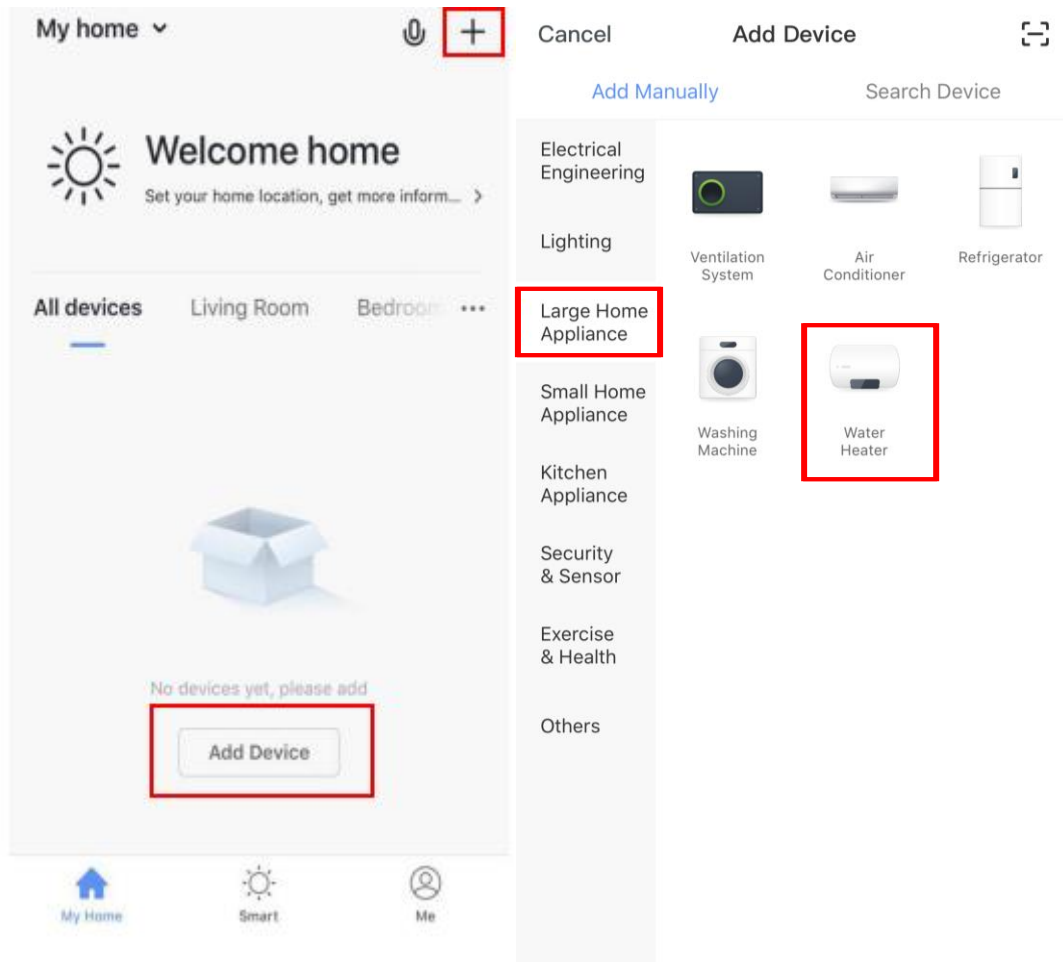 My home
Welcome home
Set your home location, get more inform...
All devices Living Room Bedroom
No devices yet, please add
Add Device
My Home Smart Me
Cancel Add Device
Add Manually Search Device
Electrical
Engineering
Lighting
Large Home
Appliance
Small Home
Appliance
Kitchen
Appliance
Security
& Sensor
Exercise
& Health
Others
Ventilation
System
Air
Conditioner
Refrigerator
Washing
Machine
Water
Heater